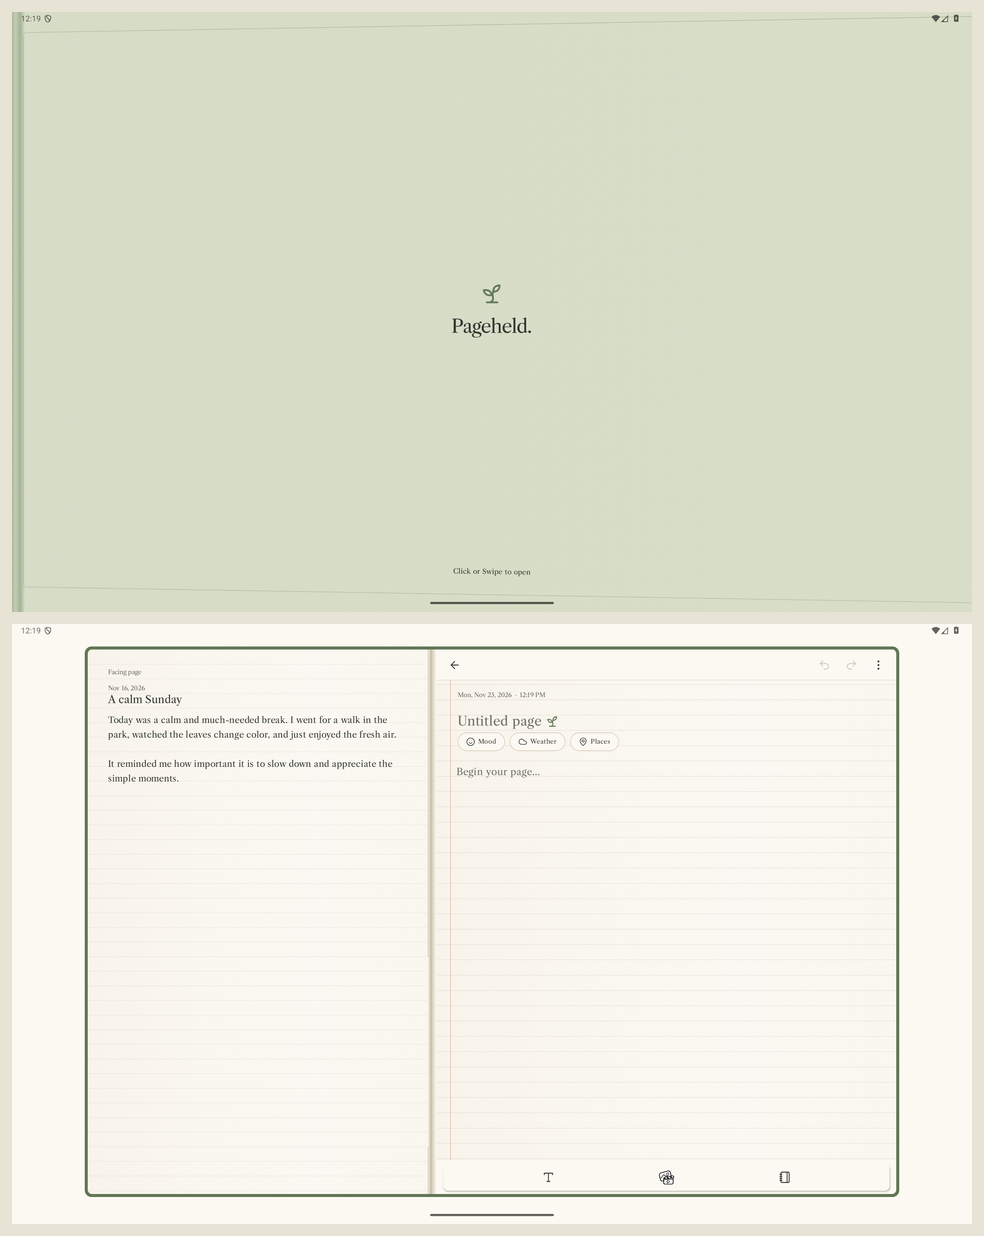 12:19
Pageheld.
Click or Swipe to open
12:19
Facing page
Nov 16, 2026
A calm Sunday
Today was a calm and much-needed break. I went for a walk in the
park, watched the leaves change color, and just enjoyed the fresh air.
It reminded me how important it is to slow down and appreciate the
simple moments.
Mon, Nov 23, 2026 · 12:19 PM
Untitled page
Mood
Weather
Places
Begin your page...
T